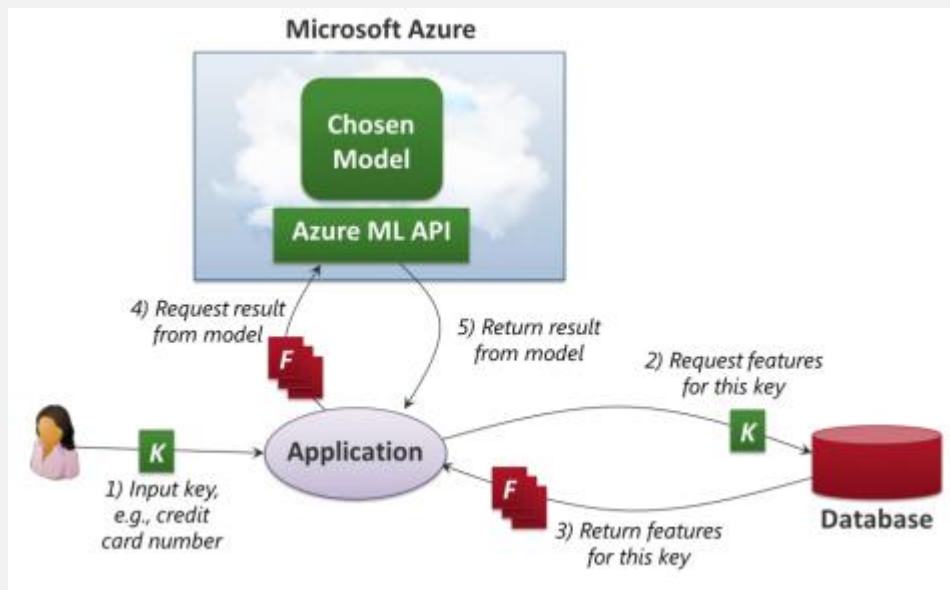 Microsoft Azure
Chosen
Model
Azure ML API
4) Request result
from model
5) Return result
from model
F
2) Request features
for this key
K
Application
K
1) Input key,
e.g., credit
card number
F
3) Return features
for this key
Database